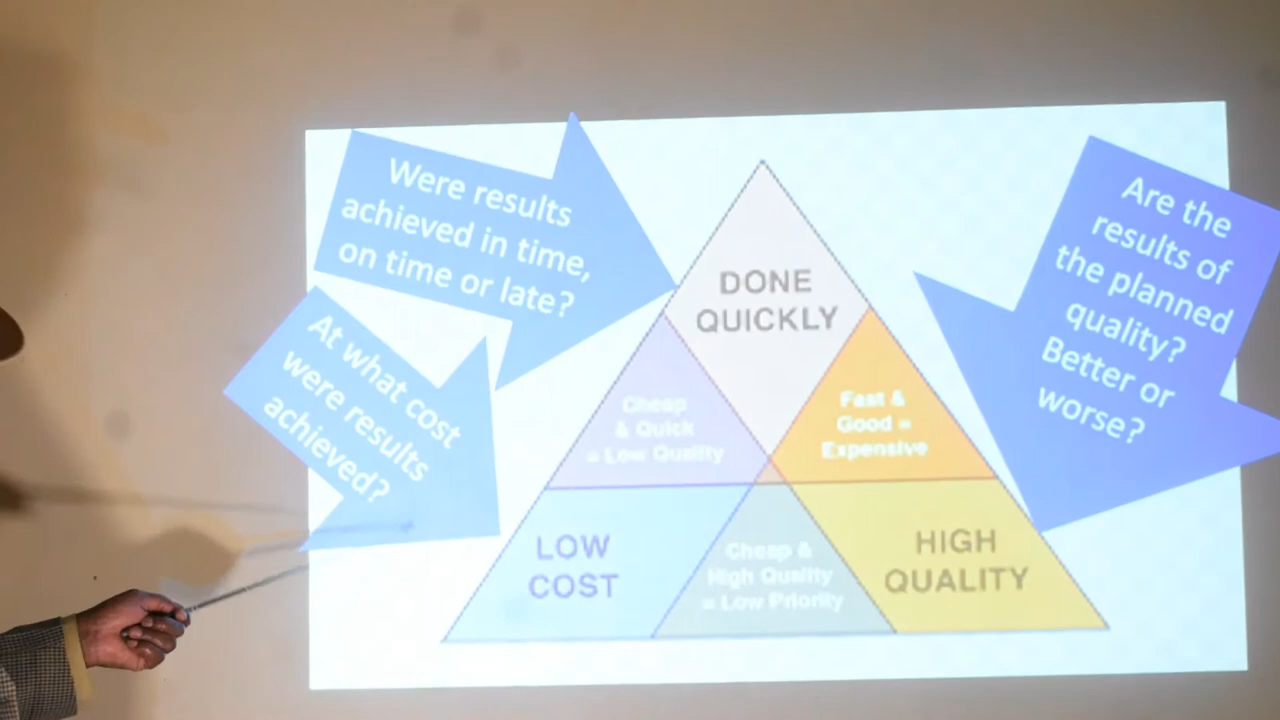 Were results
achieved in time,
on time or late?
At what cost
were results
achieved?
DONE
QUICKLY
Cheap
& Quick
= Low Quality
Fast &
Good =
Expensive
LOW
COST
Cheap &
High Quality
= Low Priority
HIGH
QUALITY
Are the
results of
the planned
quality?
Better or
worse?